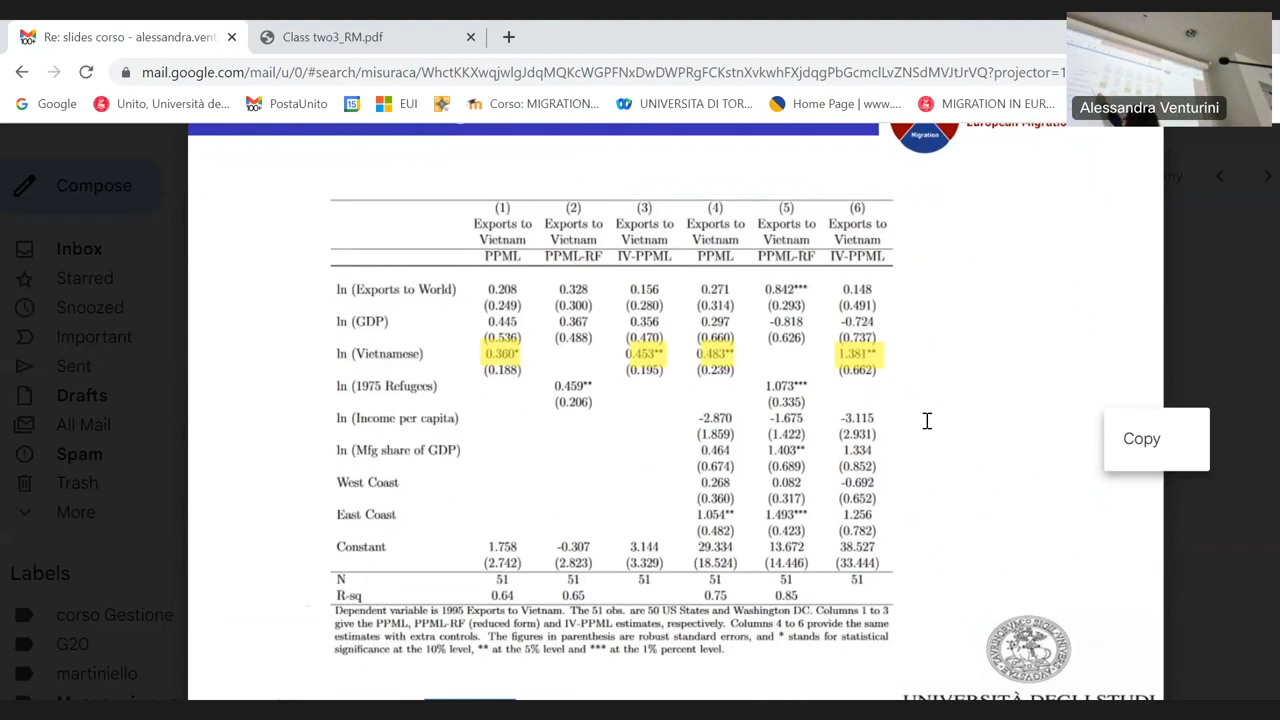 Re: slides corso - alessandra.ven
Class two3_RM.pdf
mail.google.com/mail/u/0/#search/misuraca/WhctKKXwqjwlgJdqMQKcWGPFNxDwDWPRgFCKstnXvkwhFXjdqgPbGcmclLvZNSdMVJtJrVQ?projector=1
Google
Unito, Université de...
PostaUnito
EUI
Corso: MIGRATION...
UNIVERSITA DI TOR...
Home Page | www....
MIGRATION IN EUR...
Alessandra Venturini
Compose
Inbox
Starred
Snoozed
Important
Sent
Drafts
All Mail
Spam
Trash
More
Labels
corso Gestione
G20
martiniello
Migration
(1) (2) (3) (4) (5) (6)
Exports to Exports to Exports to Exports to Exports to Exports to
Vietnam Vietnam Vietnam Vietnam Vietnam Vietnam
PPML PPML-RF IV-PPML PPML PPML-RF IV-PPML
ln (Exports to World) 0.208 0.328 0.156 0.271 0.842*** 0.148
(0.249) (0.300) (0.280) (0.314) (0.293) (0.491)
ln (GDP) 0.445 0.367 0.356 0.297 -0.818 -0.724
(0.536) (0.488) (0.470) (0.660) (0.626) (0.737)
ln (Vietnamese) 0.360* 0.453** 0.483** 1.381**
(0.188) (0.195) (0.239) (0.662)
ln (1975 Refugees) 0.459** 1.073***
(0.206) (0.335)
ln (Income per capita) -2.870 -1.675 -3.115
(1.859) (1.422) (2.931)
ln (Mfg share of GDP) 0.464 1.403** 1.334
(0.674) (0.689) (0.852)
West Coast 0.268 0.082 -0.692
(0.360) (0.317) (0.652)
East Coast 1.054** 1.493*** 1.256
(0.482) (0.423) (0.782)
Constant 1.758 -0.307 3.144 29.334 13.672 38.527
(2.742) (2.823) (3.329) (18.524) (14.446) (33.444)
N 51 51 51 51 51 51
R-sq 0.64 0.65 0.75 0.85
Dependent variable is 1995 Exports to Vietnam. The 51 obs. are 50 US States and Washington DC. Columns 1 to 3
give the PPML, PPML-RF (reduced form) and IV-PPML estimates, respectively. Columns 4 to 6 provide the same
estimates with extra controls. The figures in parenthesis are robust standard errors, and * stands for statistical
significance at the 10% level, ** at the 5% level and *** at the 1% percent level.
Copy
UNIVERSITÀ DEGLI STUDI